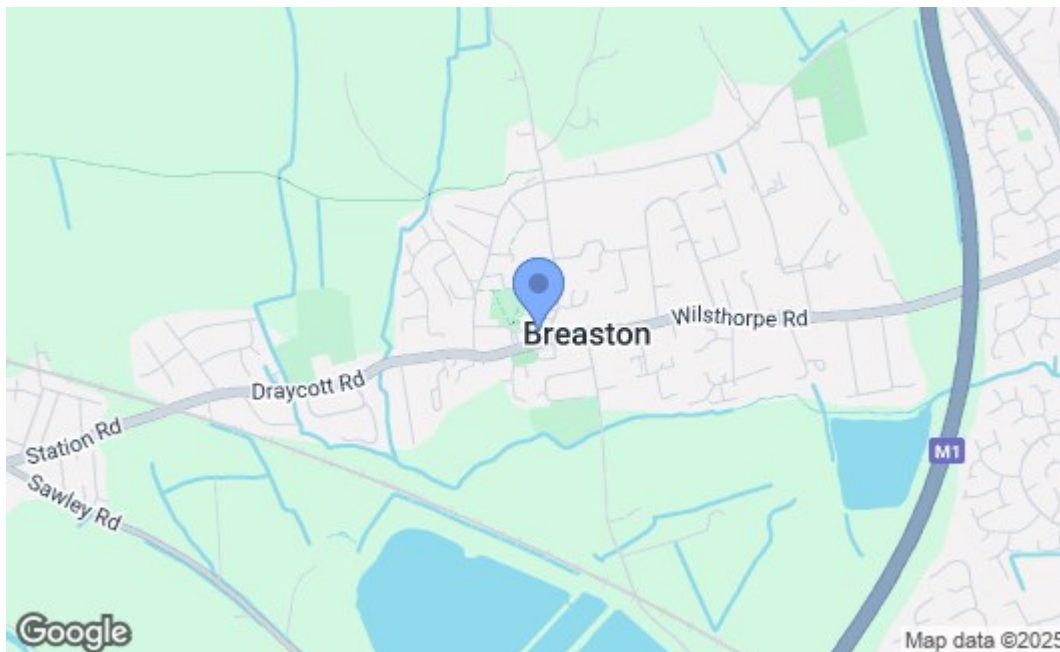 Wilsthorpe Rd
Breaston
Draycott Rd
Station Rd
Sawley Rd
M1
Google
Map data ©2025